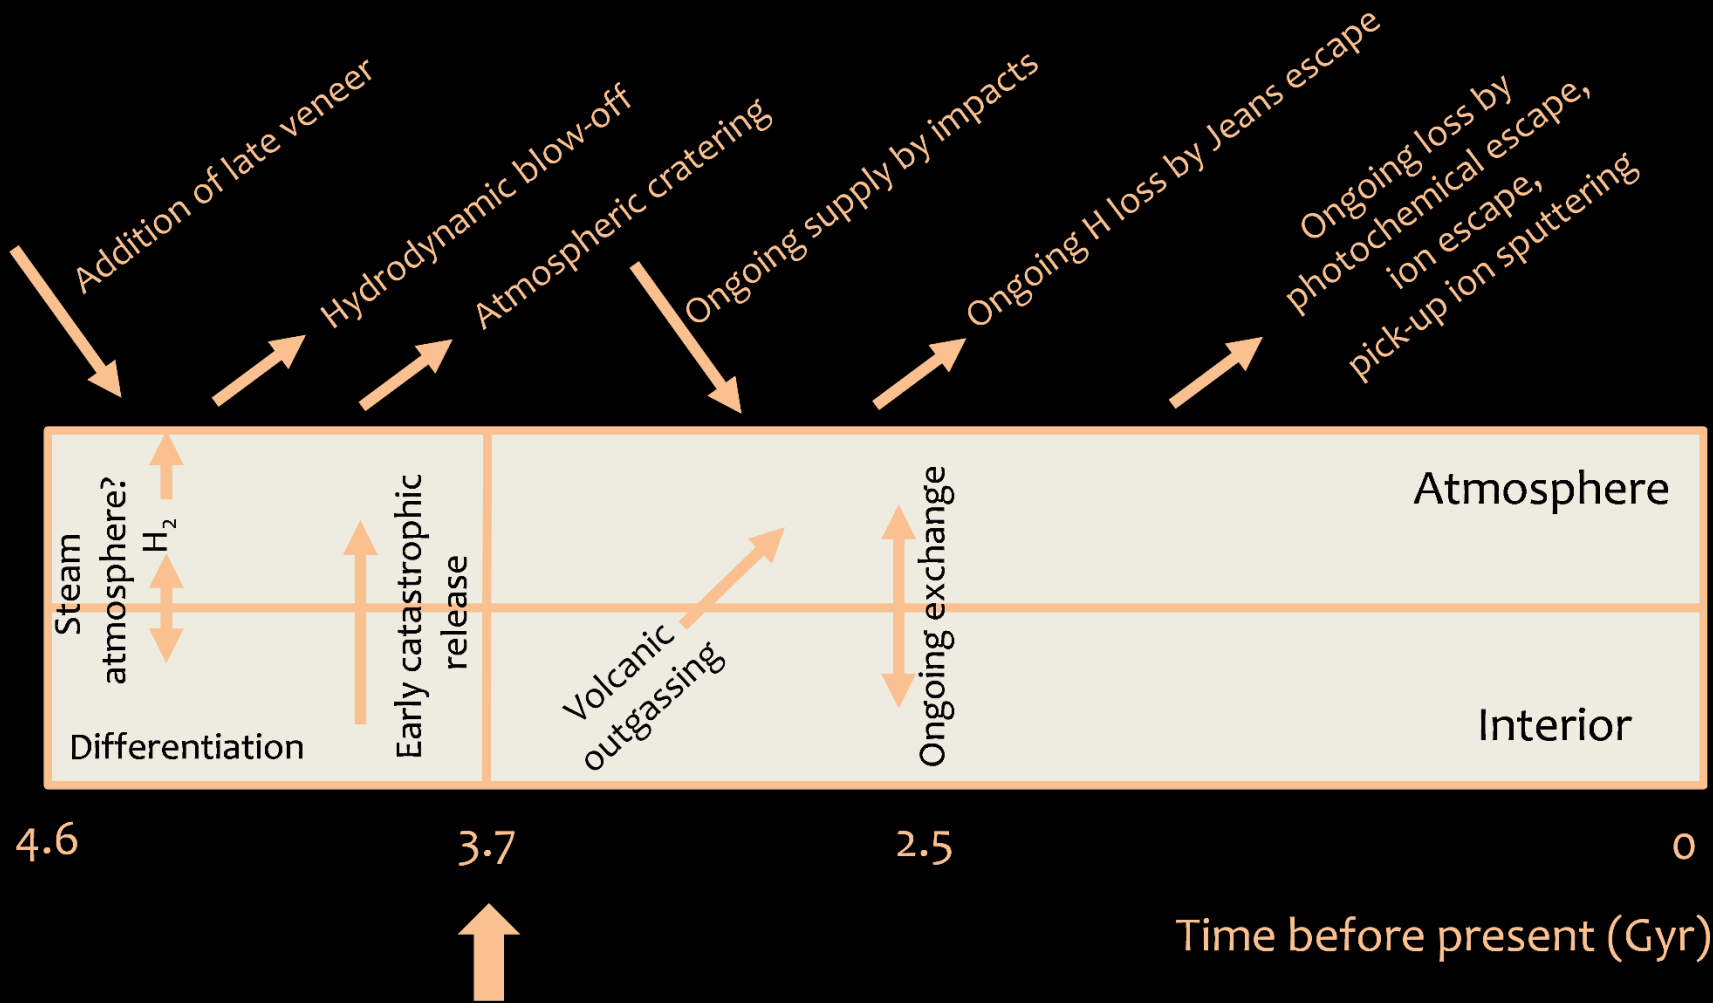 Addition of late veneer
Hydrodynamic blow-off
Atmospheric cratering
Ongoing supply by impacts
Ongoing H loss by Jeans escape
Ongoing loss by
photochemical escape,
ion escape,
pick-up ion sputtering
Steam
atmosphere?
H₂
Early catastrophic
release
Differentiation
Volcanic
outgassing
Ongoing exchange
Atmosphere
Interior
4.6
3.7
2.5
0
Time before present (Gyr)